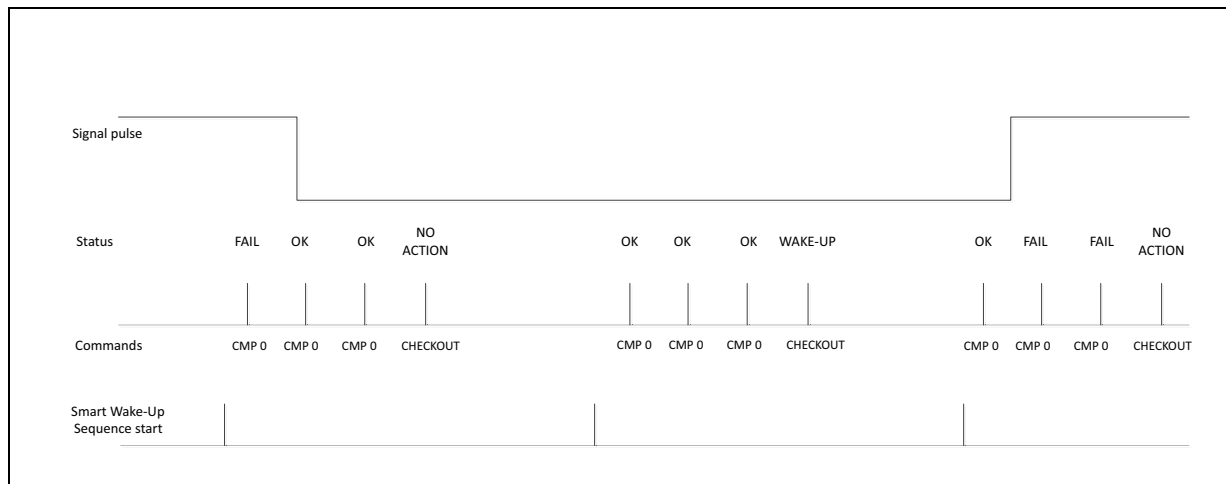 Signal pulse
Status
FAIL
OK
OK
NO
ACTION
OK
OK
OK
WAKE-UP
OK
FAIL
FAIL
NO
ACTION
Commands
CMP 0
CMP 0
CMP 0
CHECKOUT
CMP 0
CMP 0
CMP 0
CHECKOUT
CMP 0
CMP 0
CMP 0
CHECKOUT
Smart Wake-Up
Sequence start